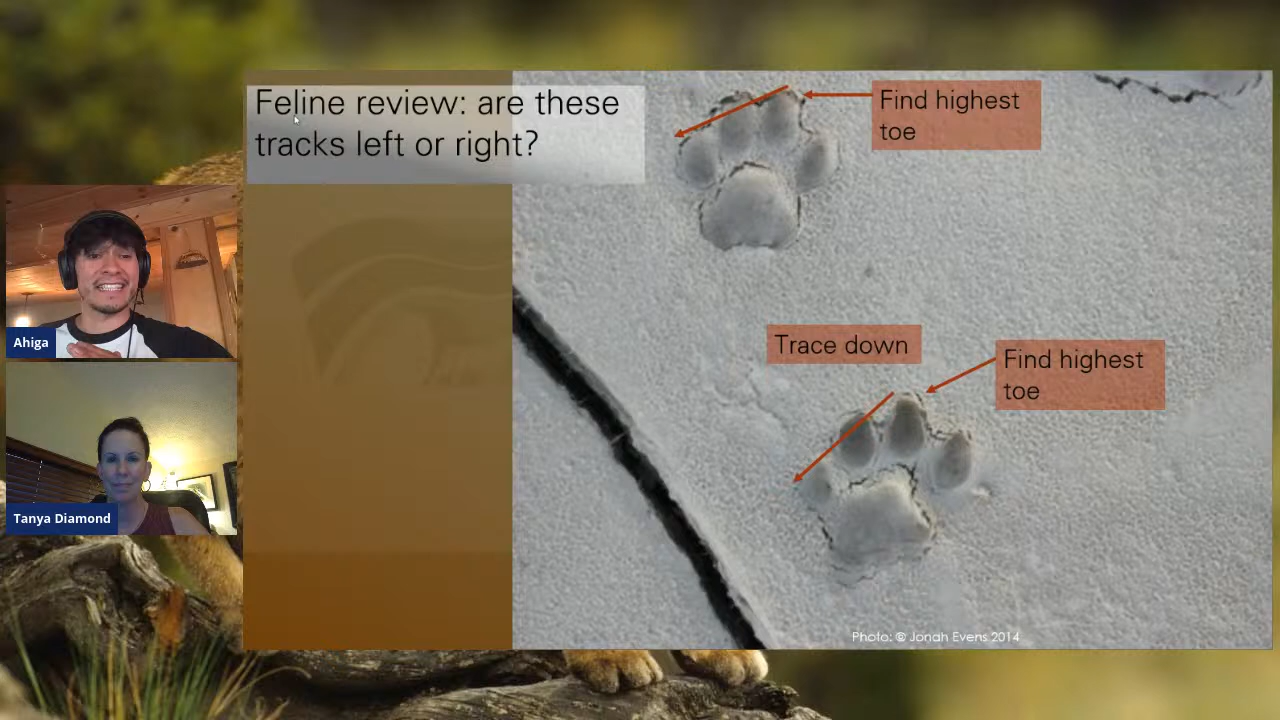 Feline review: are these
tracks left or right?
Find highest
toe
Trace down
Find highest
toe
Ahiga
Tanya Diamond
Photo: © Jonah Evens 2014